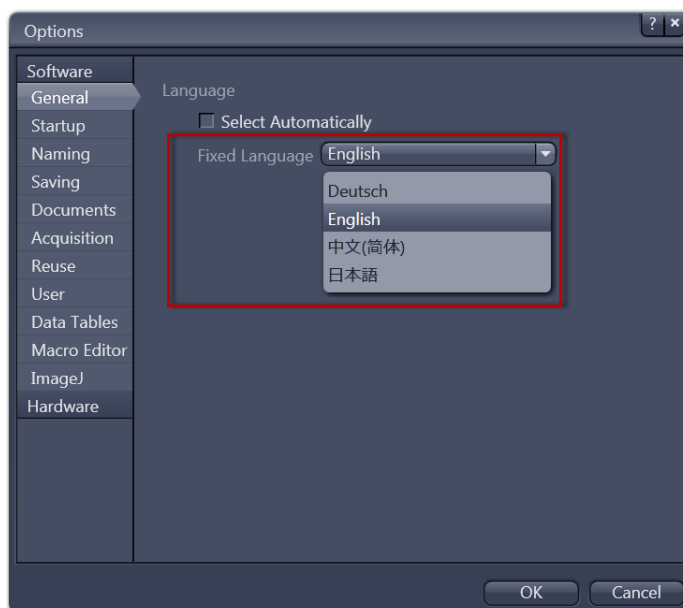 Options
? ×
Software
General
Startup
Naming
Saving
Documents
Acquisition
Reuse
User
Data Tables
Macro Editor
ImageJ
Hardware
Language
Select Automatically
Fixed Language English
Deutsch
English
中文(简体)
日本語
OK Cancel